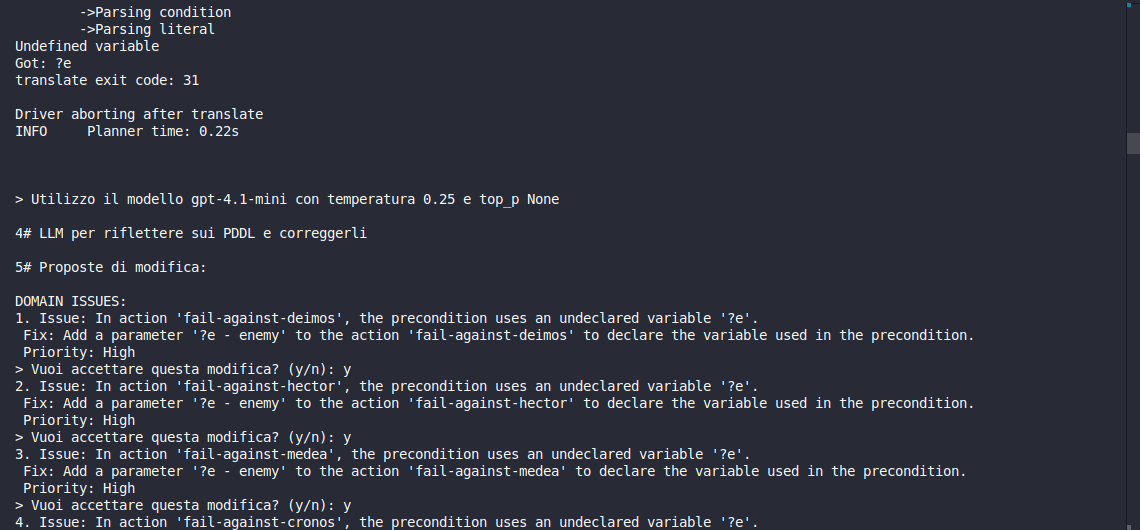 ->Parsing condition
->Parsing literal
Undefined variable
Got: ?e
translate exit code: 31
Driver aborting after translate
INFO     Planner time: 0.22s
> Utilizzo il modello gpt-4.1-mini con temperatura 0.25 e top_p None
4# LLM per riflettere sui PDDL e correggerli
5# Proposte di modifica:
DOMAIN ISSUES:
1. Issue: In action 'fail-against-deimos', the precondition uses an undeclared variable '?e'.
Fix: Add a parameter '?e - enemy' to the action 'fail-against-deimos' to declare the variable used in the precondition.
Priority: High
> Vuoi accettare questa modifica? (y/n): y
2. Issue: In action 'fail-against-hector', the precondition uses an undeclared variable '?e'.
Fix: Add a parameter '?e - enemy' to the action 'fail-against-hector' to declare the variable used in the precondition.
Priority: High
> Vuoi accettare questa modifica? (y/n): y
3. Issue: In action 'fail-against-medea', the precondition uses an undeclared variable '?e'.
Fix: Add a parameter '?e - enemy' to the action 'fail-against-medea' to declare the variable used in the precondition.
Priority: High
> Vuoi accettare questa modifica? (y/n): y
4. Issue: In action 'fail-against-cronos', the precondition uses an undeclared variable '?e'.